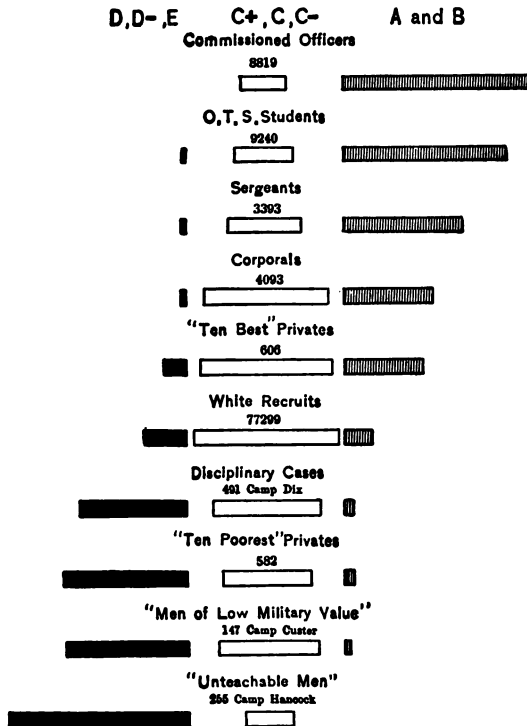 D,D-,E C+,C,C- A and B
Commissioned Officers
8819
O.T.S. Students
9240
Sergeants
3393
Corporals
4093
"Ten Best" Privates
606
White Recruits
77299
Disciplinary Cases
491 Camp Dix
"Ten Poorest" Privates
582
"Men of Low Military Value"
147 Camp Custer
"Unteachable Men"
255 Camp Hancock